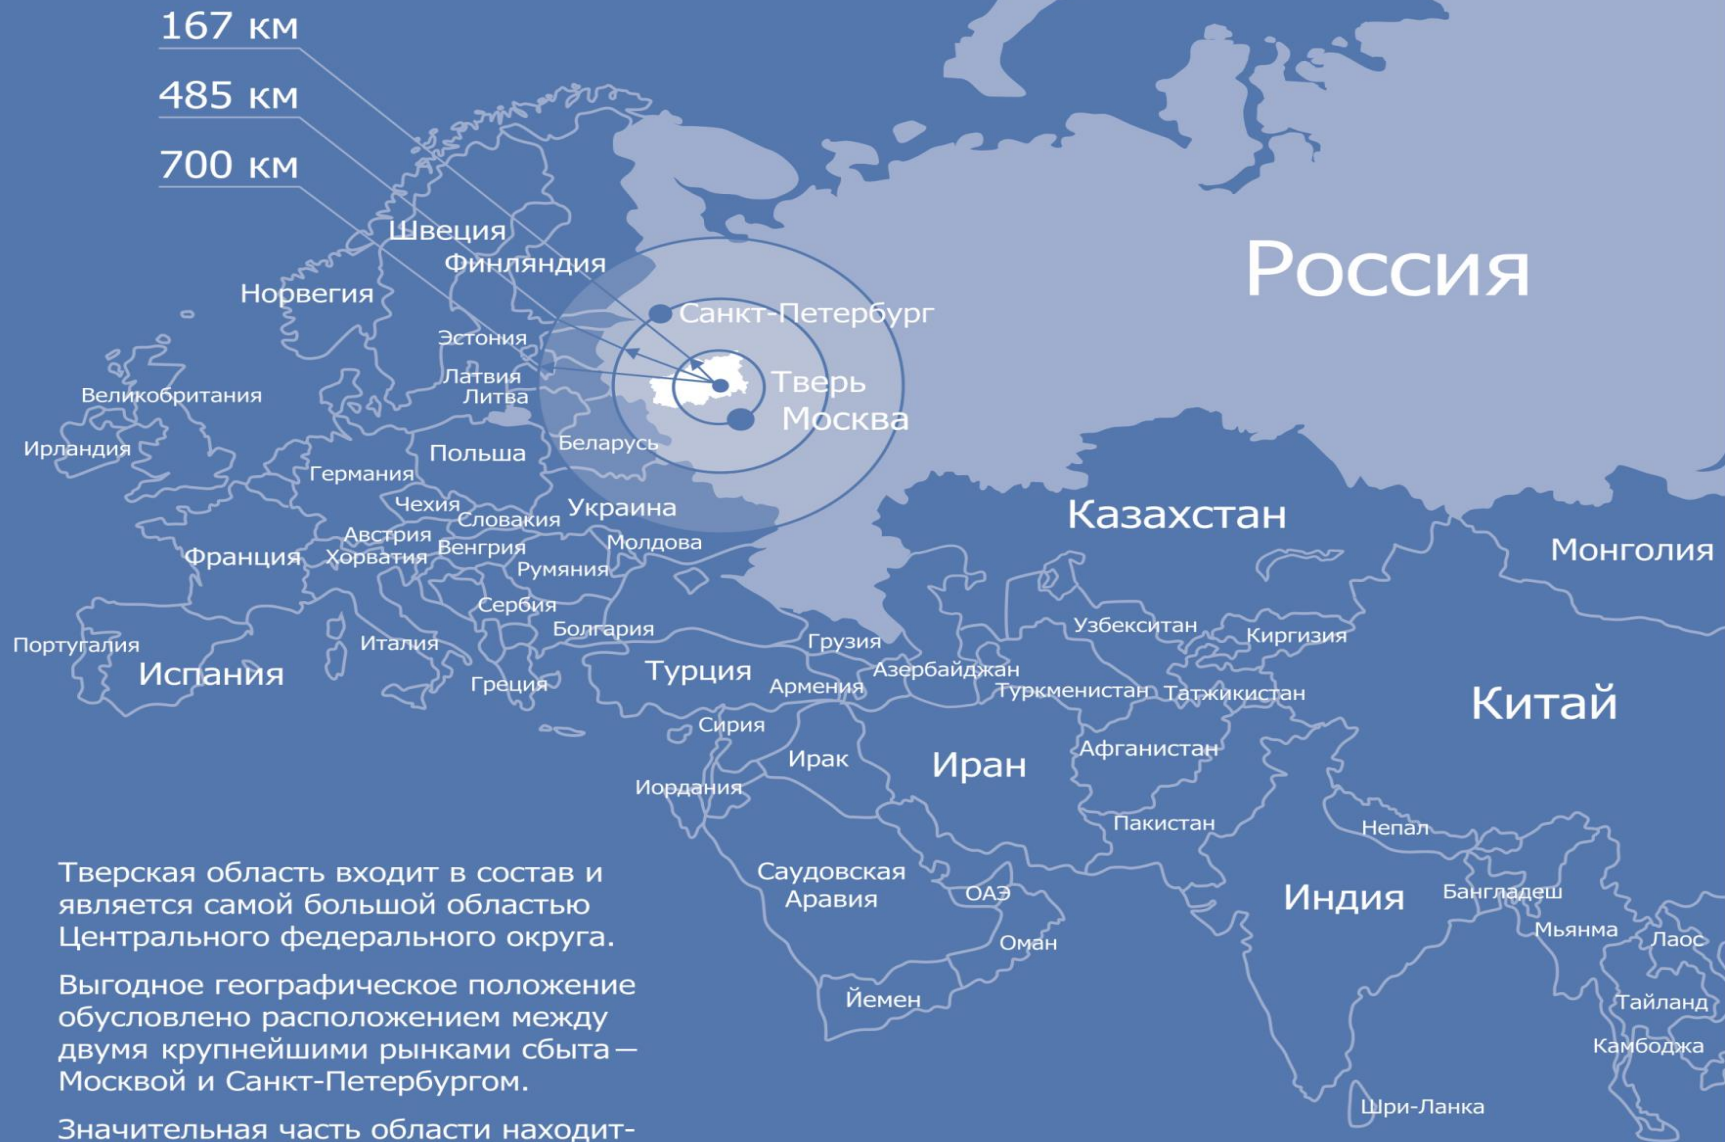 167 км
485 км
700 км
Россия
Швеция
Финляндия
Норвегия
Санкт-Петербург
Эстония
Латвия
Литва
Тверь
Москва
Великобритания
Ирландия
Беларусь
Польша
Германия
Чехия
Словакия
Украина
Казахстан
Австрия
Хорватия
Венгрия
Молдова
Франция
Румыния
Монголия
Сербия
Болгария
Узбекситан
Киргизия
Португалия
Испания
Италия
Грузия
Греция
Турция
Армения
Азербайджан
Туркменистан
Татжикистан
Китай
Сирия
Ирак
Иран
Афганистан
Иордания
Пакистан
Непал
Саудовская
Аравия
ОАЭ
Оман
Индия
Бангладеш
Мьянма
Лаос
Йемен
Тайланд
Камбоджа
Шри-Ланка
Тверская область входит в состав и
является самой большой областью
Центрального федерального округа.
Выгодное географическое положение
обусловлено расположением между
двумя крупнейшими рынками сбыта —
Москвой и Санкт-Петербургом.
Значительная часть области находит-